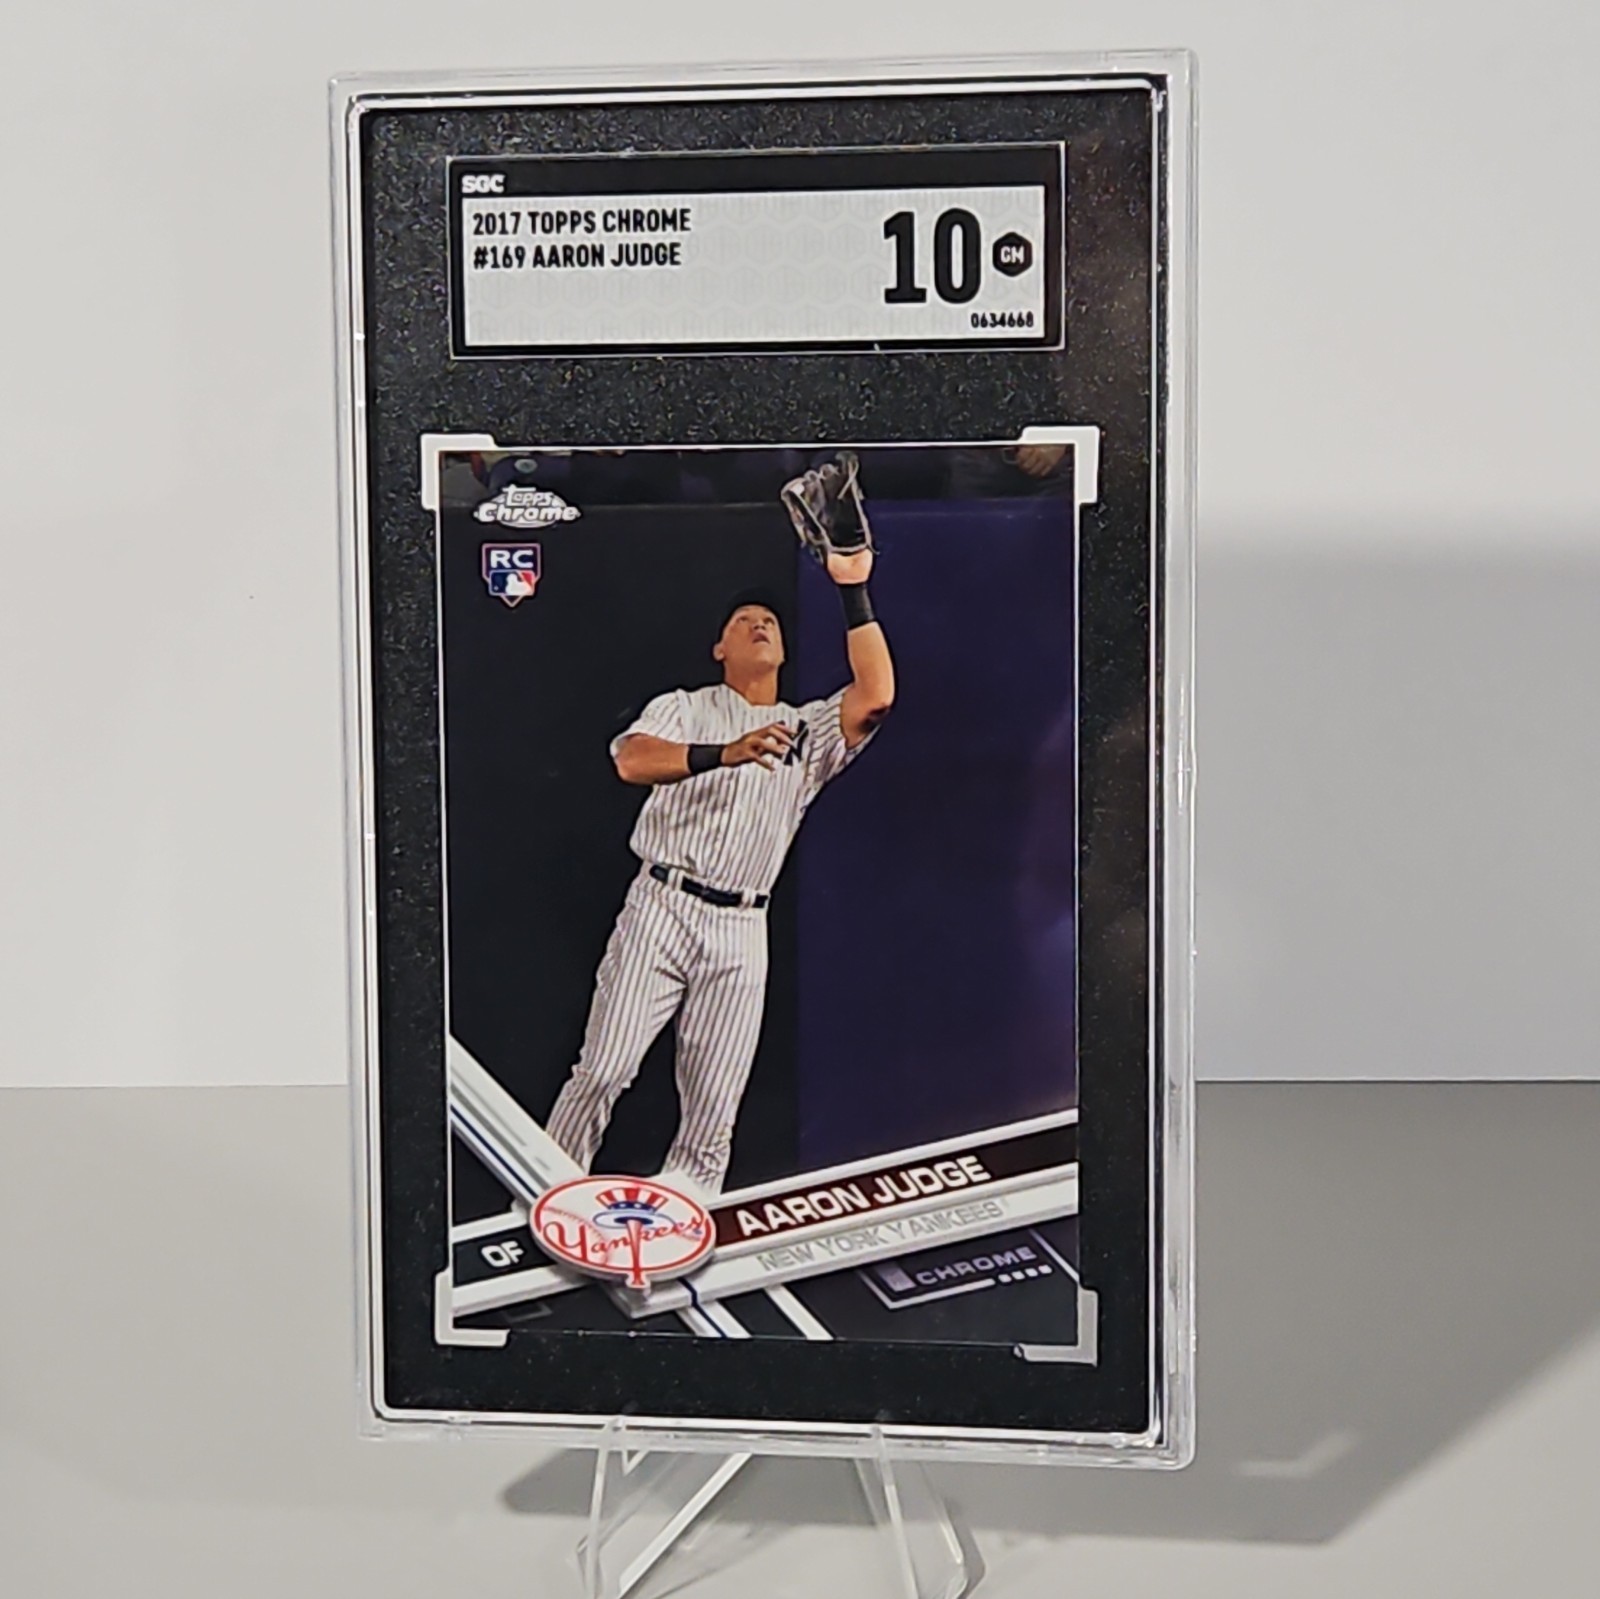 SGC
2017 TOPPS CHROME
#169 AARON JUDGE
10 GM
0634668
Topps
Chrome
RC
NY
Yankees
OF
AARON JUDGE
NEW YORK YANKEES
CHROME